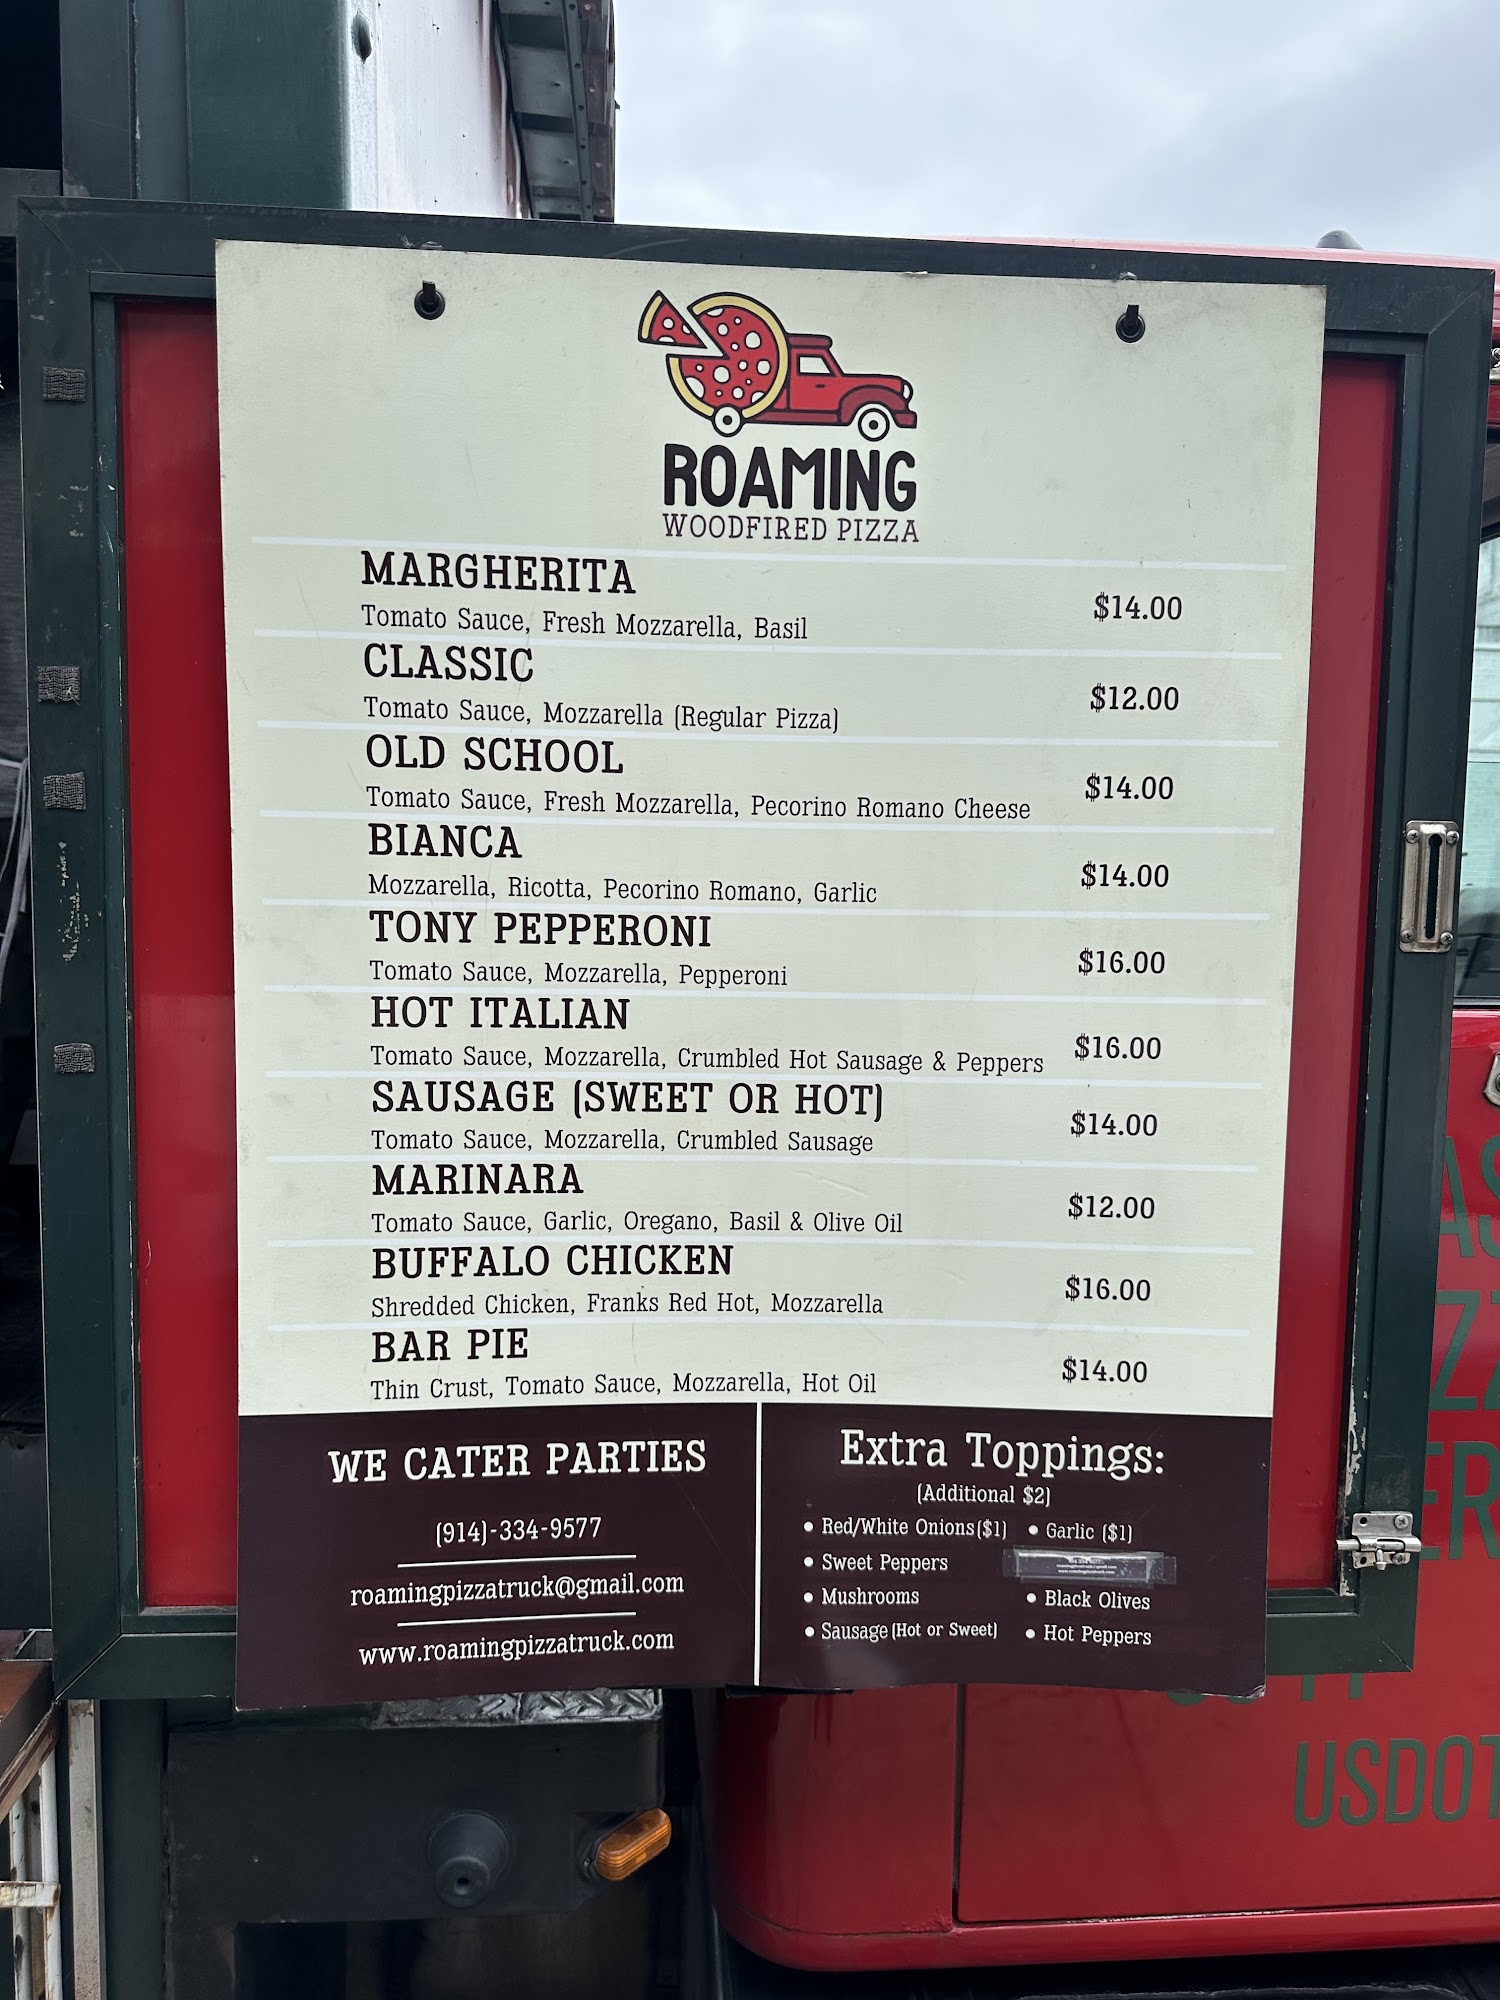 ROAMING
WOODFIRED PIZZA
MARGHERITA
Tomato Sauce, Fresh Mozzarella, Basil
$14.00
CLASSIC
Tomato Sauce, Mozzarella (Regular Pizza)
$12.00
OLD SCHOOL
Tomato Sauce, Fresh Mozzarella, Pecorino Romano Cheese
$14.00
BIANCA
Mozzarella, Ricotta, Pecorino Romano, Garlic
$14.00
TONY PEPPERONI
Tomato Sauce, Mozzarella, Pepperoni
$16.00
HOT ITALIAN
Tomato Sauce, Mozzarella, Crumbled Hot Sausage & Peppers
$16.00
SAUSAGE (SWEET OR HOT)
Tomato Sauce, Mozzarella, Crumbled Sausage
$14.00
MARINARA
Tomato Sauce, Garlic, Oregano, Basil & Olive Oil
$12.00
BUFFALO CHICKEN
Shredded Chicken, Franks Red Hot, Mozzarella
$16.00
BAR PIE
Thin Crust, Tomato Sauce, Mozzarella, Hot Oil
$14.00
WE CATER PARTIES
(914)-334-9577
roamingpizzatruck@gmail.com
www.roamingpizzatruck.com
Extra Toppings:
(Additional $2)
• Red/White Onions($1)
• Sweet Peppers
• Mushrooms
• Sausage (Hot or Sweet)
• Garlic ($1)
• Black Olives
• Hot Peppers
USDOT